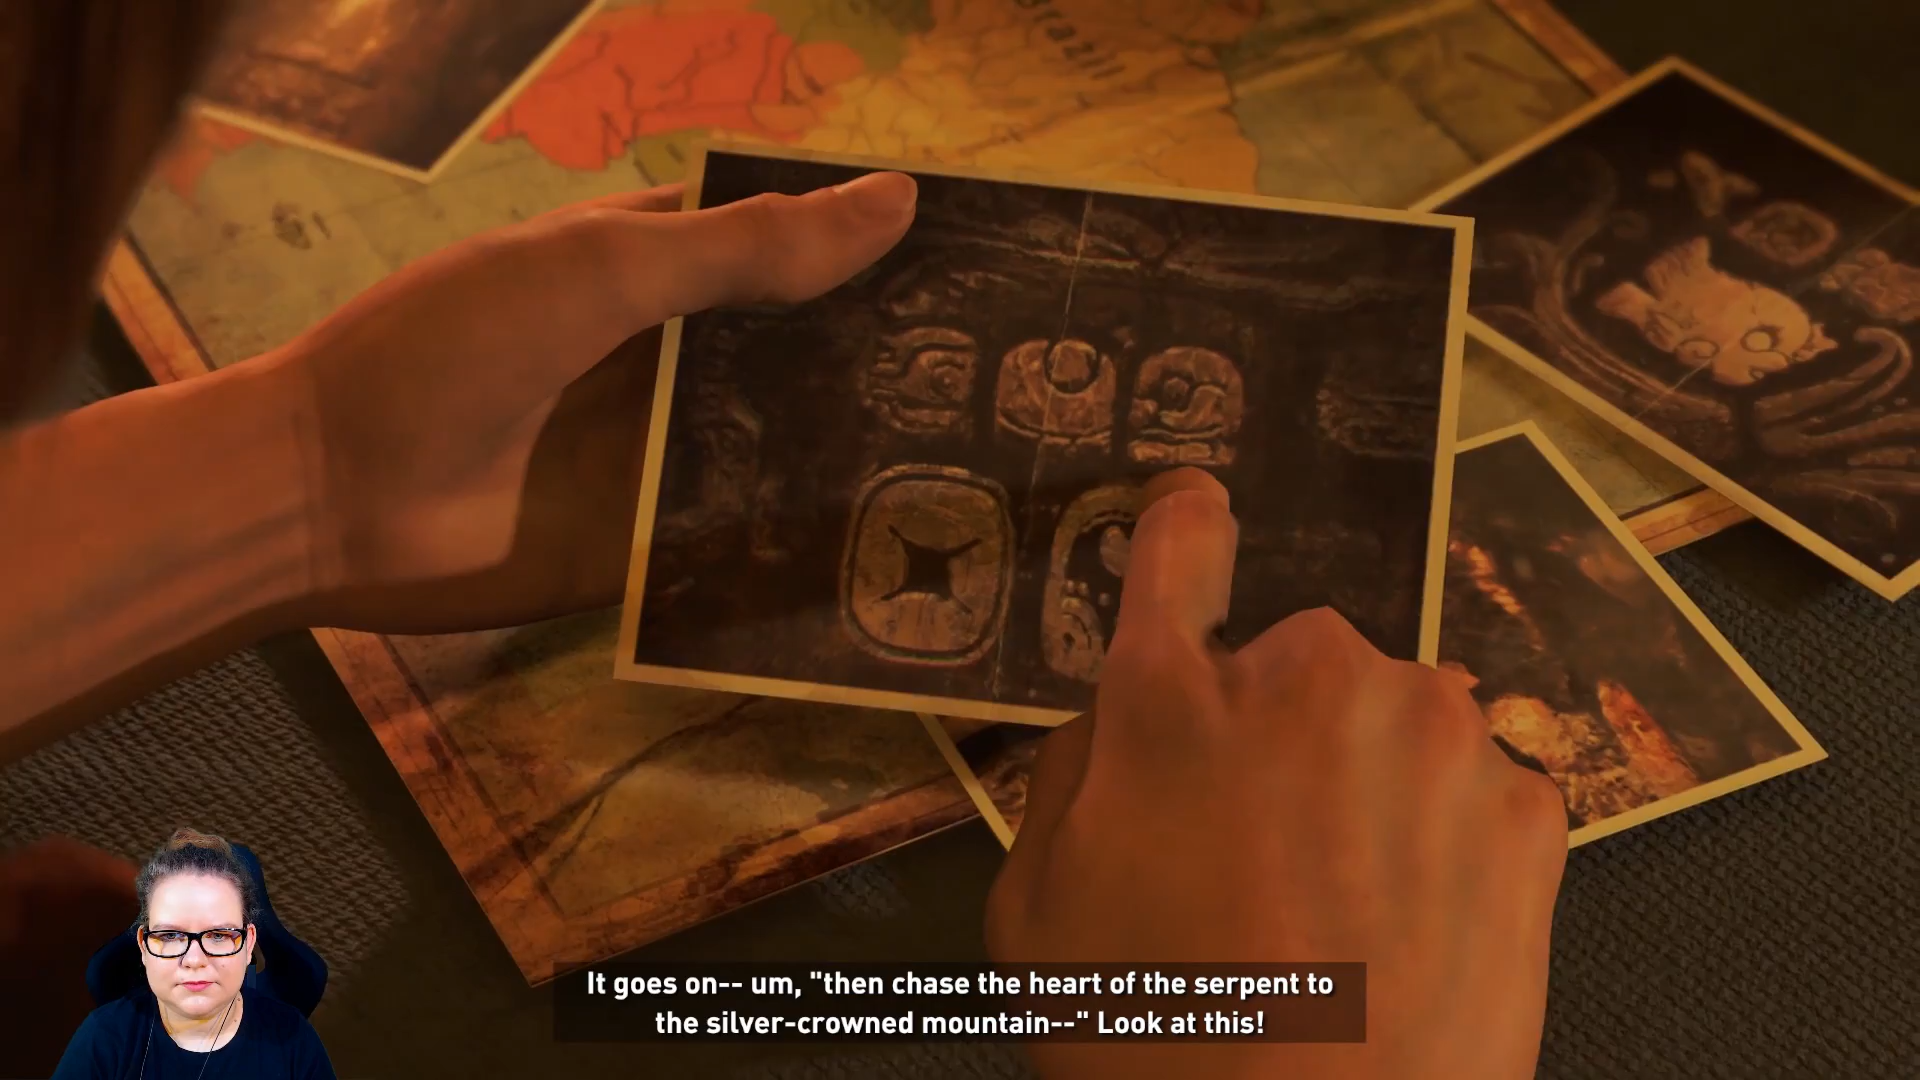 Brazil
It goes on-- um, "then chase the heart of the serpent to
the silver-crowned mountain--" Look at this!